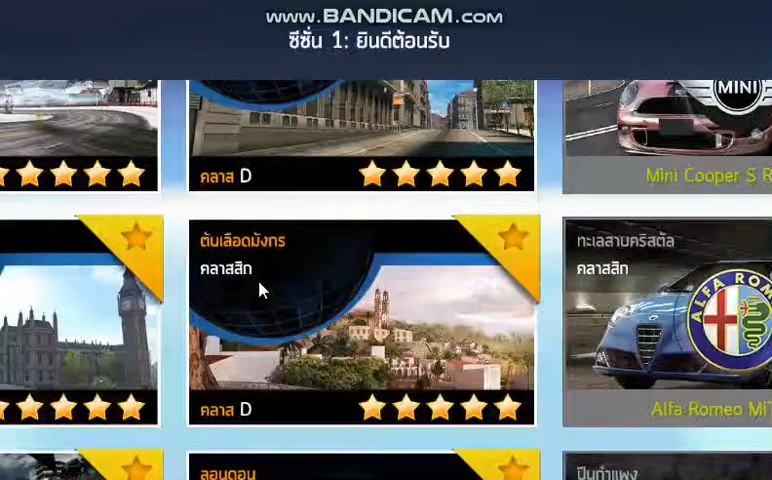 www.BANDICAM.com
ซีซั่น 1: ยินดีต้อนรับ
คลาส D
MINI
Mini Cooper S R
ต้นเลือดมังกร
คลาสสิก
คลาส D
ทะเลสาบคริสตัล
คลาสสิก
ALFA ROM
Alfa Romeo MiT
ลอนดอน
ปีนกำแพง